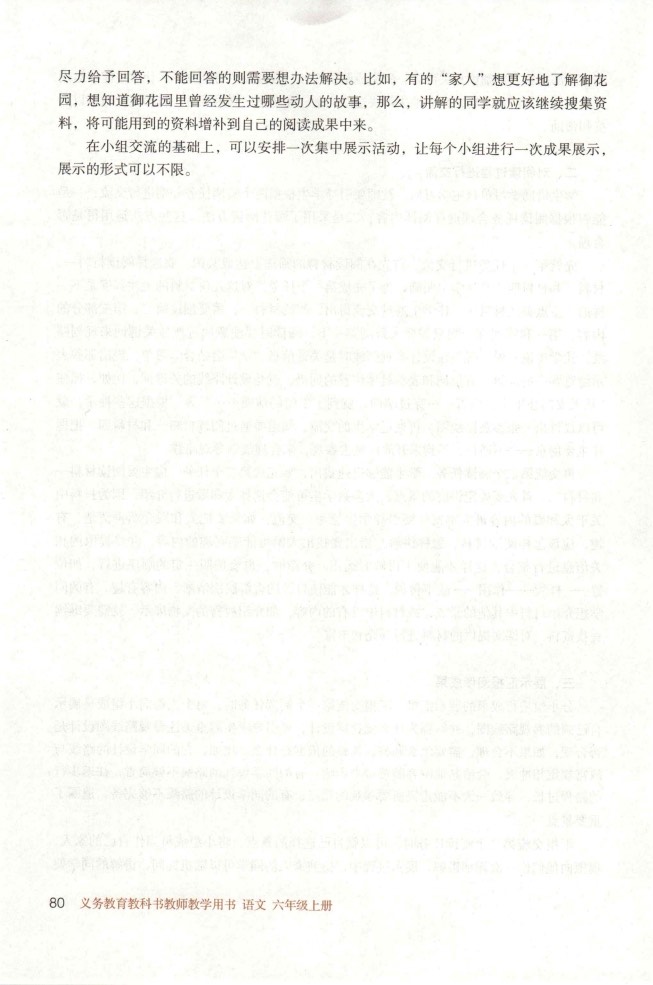 尽力给予回答，不能回答的则需要想办法解决。比如，有的“家人”想更好地了解御花
园，想知道御花园里曾经发生过哪些动人的故事，那么，讲解的同学就应该继续搜集资
料，将可能用到的资料增补到自己的阅读成果中来。
在小组交流的基础上，可以安排一次集中展示活动，让每个小组进行一次成果展示，
展示的形式可以不限。
80 义务教育教科书教师教学用书 语文 六年级上册